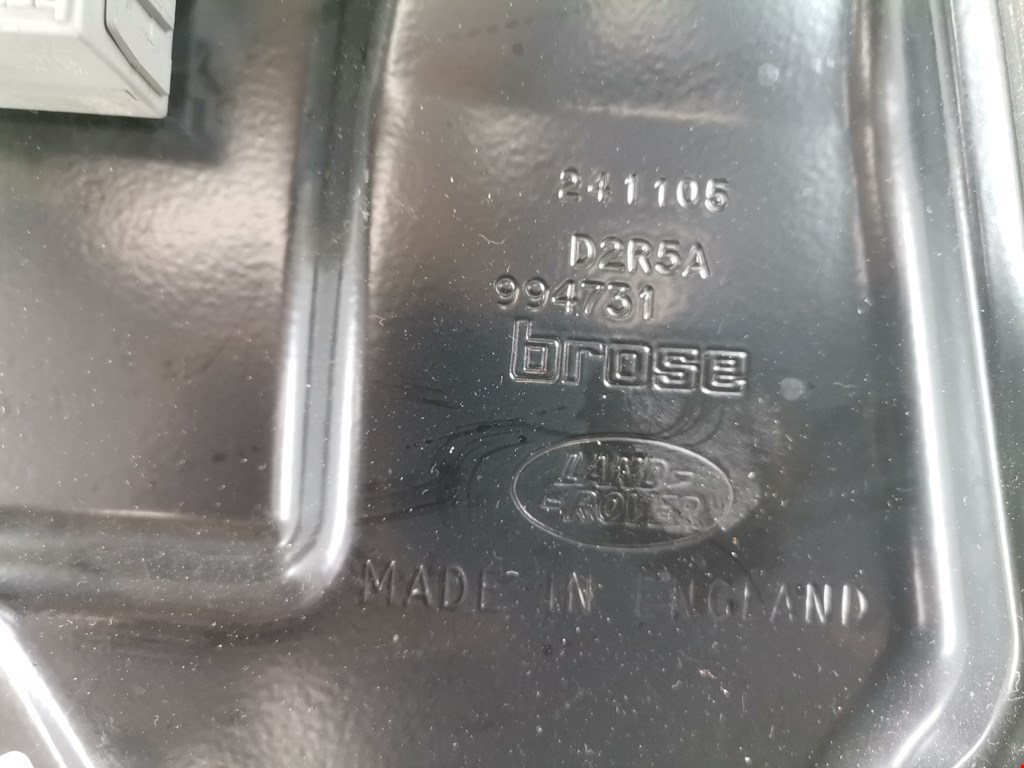 241105
D2R5A
994731
brose
LAND-
-ROVER
MADE IN ENGLAND